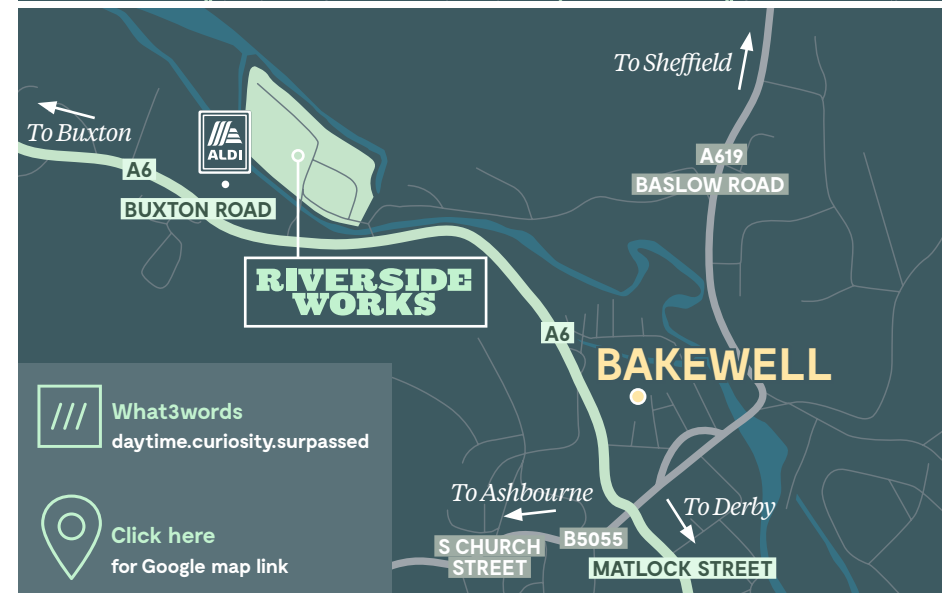 To Sheffield
To Buxton
ALDI
A6
A619
BASLOW ROAD
BUXTON ROAD
RIVERSIDE
WORKS
A6
BAKEWELL
What3words
daytime.curiosity.surpassed
To Ashbourne
To Derby
Click here
for Google map link
S CHURCH
STREET
B5055
MATLOCK STREET